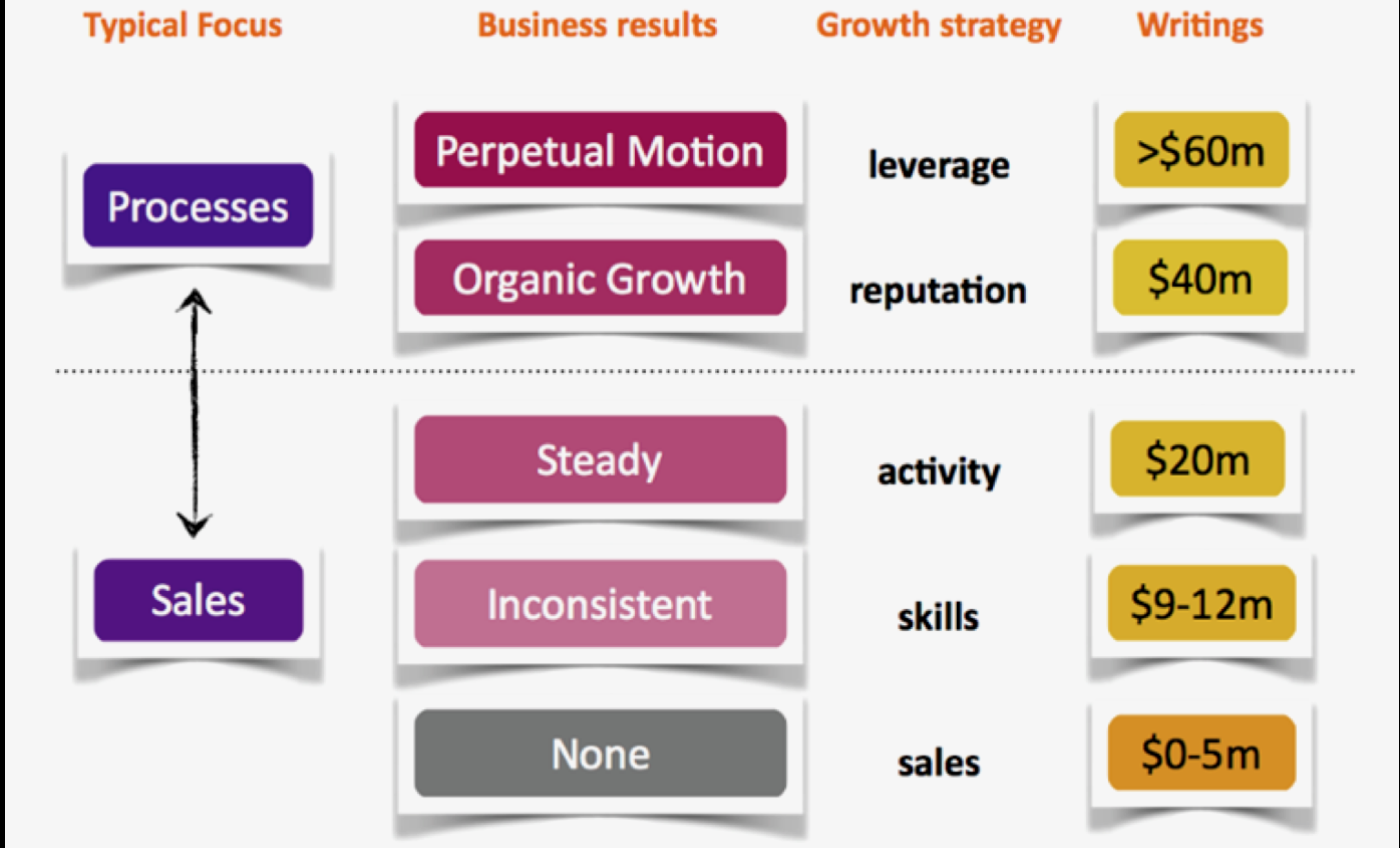 Typical Focus
Business results
Growth strategy
Writings
Processes
Perpetual Motion
leverage
>$60m
Organic Growth
reputation
$40m
Steady
activity
$20m
Sales
Inconsistent
skills
$9-12m
None
sales
$0-5m